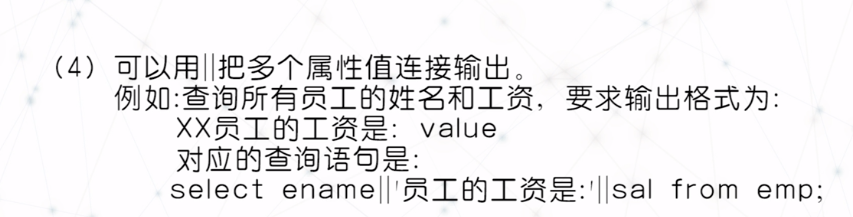 （4）可以用||把多个属性值连接输出。
例如:查询所有员工的姓名和工资，要求输出格式为：
XX员工的工资是：value
对应的查询语句是：
select ename||'员工的工资是:'||sal from emp;